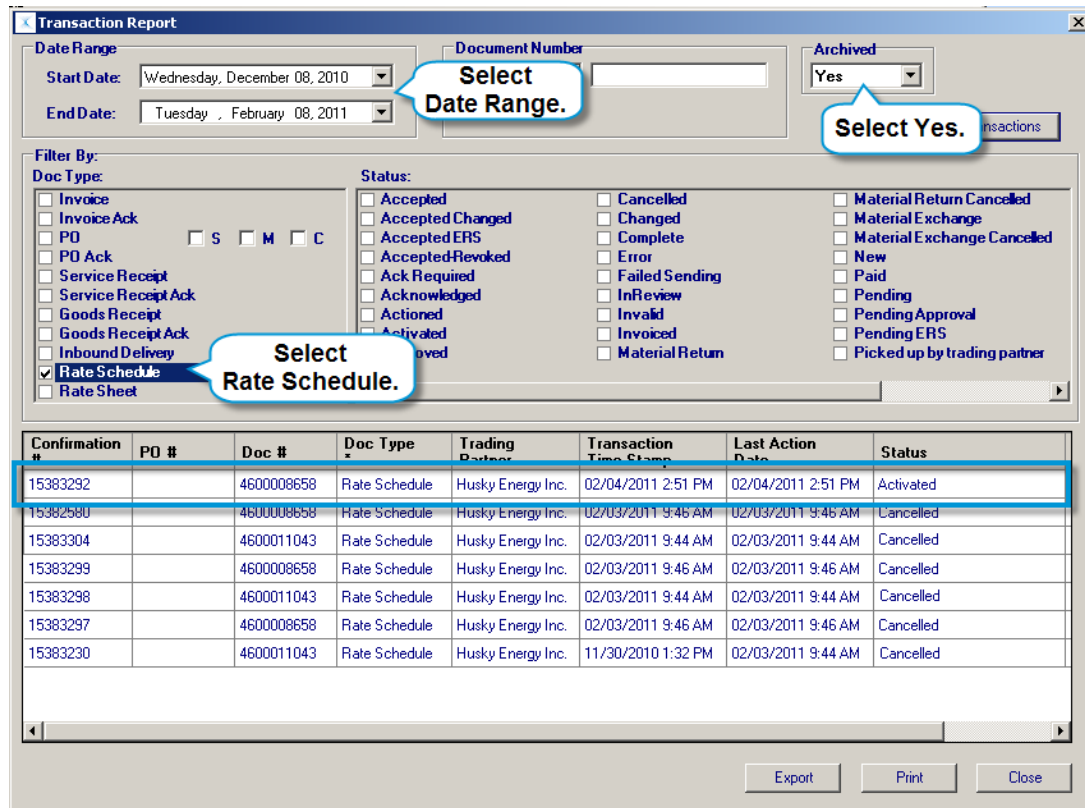 Transaction Report
Date Range
Start Date: Wednesday, December 08, 2010
End Date: Tuesday , February 08, 2011
Select
Date Range.
Document Number
Archived
Yes
Select Yes.
Filter By:
Doc Type:
Invoice
Invoice Ack
PO S M C
PO Ack
Service Receipt
Service Receipt Ack
Goods Receipt
Goods Receipt Ack
Inbound Delivery
Rate Schedule
Rate Sheet
Select
Rate Schedule.
Status:
Accepted
Accepted Changed
Accepted ERS
Accepted-Revoked
Ack Required
Acknowledged
Actioned
Activated
Cancelled
Changed
Complete
Error
Failed Sending
InReview
Invalid
Invoiced
Material Return
Material Return Cancelled
Material Exchange
Material Exchange Cancelled
New
Paid
Pending
Pending Approval
Pending ERS
Picked up by trading partner
Confirmation # PO # Doc # Doc Type Trading Partner Transaction Time Stamp Last Action Date Status
15383292 4600008658 Rate Schedule Husky Energy Inc. 02/04/2011 2:51 PM 02/04/2011 2:51 PM Activated
15382580 4600008658 Rate Schedule Husky Energy Inc. 02/03/2011 9:46 AM 02/03/2011 9:46 AM Cancelled
15383304 4600011043 Rate Schedule Husky Energy Inc. 02/03/2011 9:44 AM 02/03/2011 9:44 AM Cancelled
15383299 4600008658 Rate Schedule Husky Energy Inc. 02/03/2011 9:46 AM 02/03/2011 9:46 AM Cancelled
15383298 4600011043 Rate Schedule Husky Energy Inc. 02/03/2011 9:44 AM 02/03/2011 9:44 AM Cancelled
15383297 4600008658 Rate Schedule Husky Energy Inc. 02/03/2011 9:46 AM 02/03/2011 9:46 AM Cancelled
15383230 4600011043 Rate Schedule Husky Energy Inc. 11/30/2010 1:32 PM 02/03/2011 9:44 AM Cancelled
Export Print Close